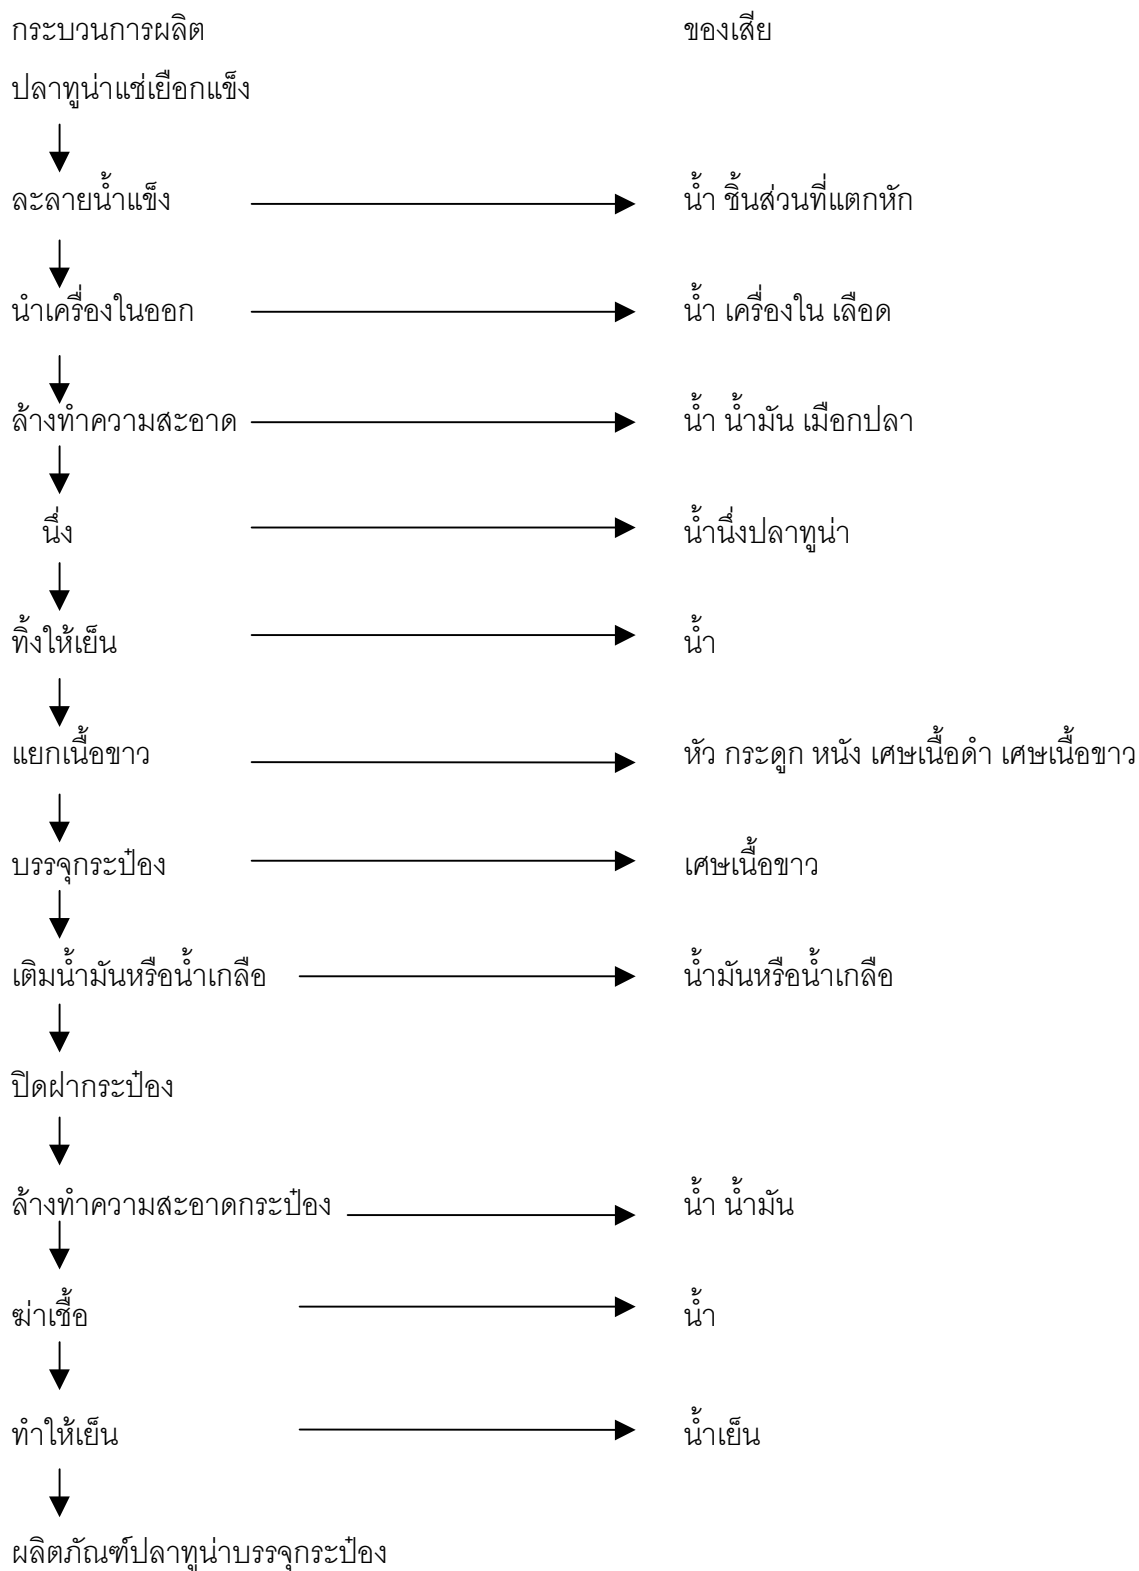 กระบวนการผลิต ของเสีย
ปลาทูน่าแช่เยือกแข็ง
ละลายน้ำแข็ง น้ำ ชิ้นส่วนที่แตกหัก
นำเครื่องในออก น้ำ เครื่องใน เลือด
ล้างทำความสะอาด น้ำ น้ำมัน เมือกปลา
นึ่ง น้ำนึ่งปลาทูน่า
ทิ้งให้เย็น น้ำ
แยกเนื้อขาว หัว กระดูก หนัง เศษเนื้อดำ เศษเนื้อขาว
บรรจุกระป๋อง เศษเนื้อขาว
เติมน้ำมันหรือน้ำเกลือ น้ำมันหรือน้ำเกลือ
ปิดฝากระป๋อง
ล้างทำความสะอาดกระป๋อง น้ำ น้ำมัน
ฆ่าเชื้อ น้ำ
ทำให้เย็น น้ำเย็น
ผลิตภัณฑ์ปลาทูน่าบรรจุกระป๋อง